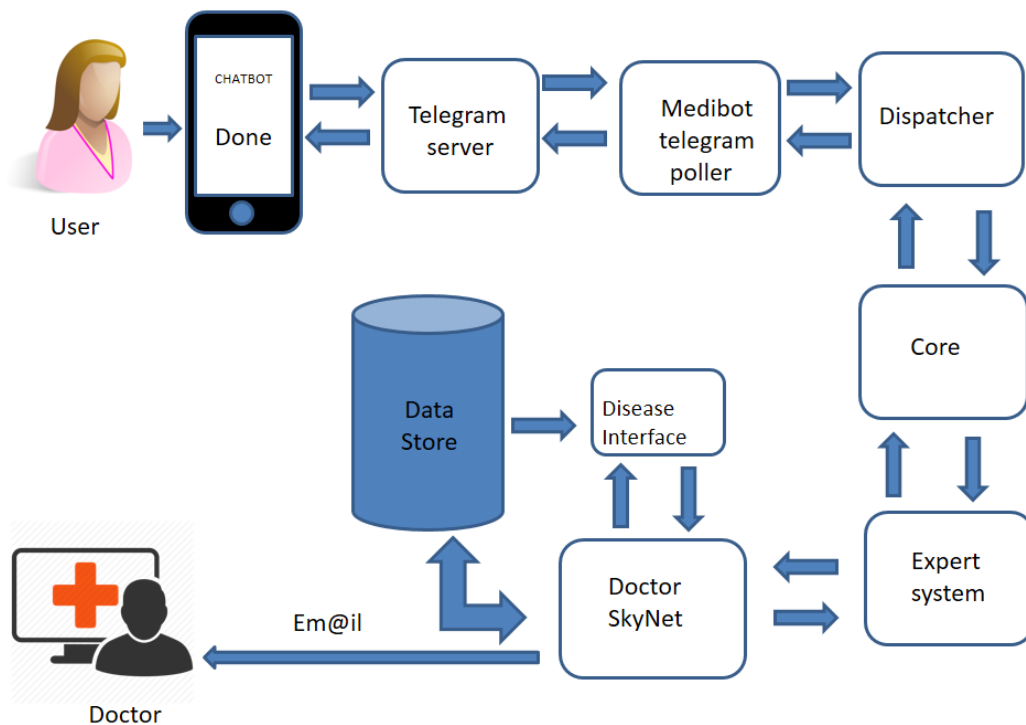 CHATBOT
Done
User
Telegram
server
Medibot
telegram
poller
Dispatcher
Core
Data
Store
Disease
Interface
Expert
system
Doctor
SkyNet
Em@il
Doctor